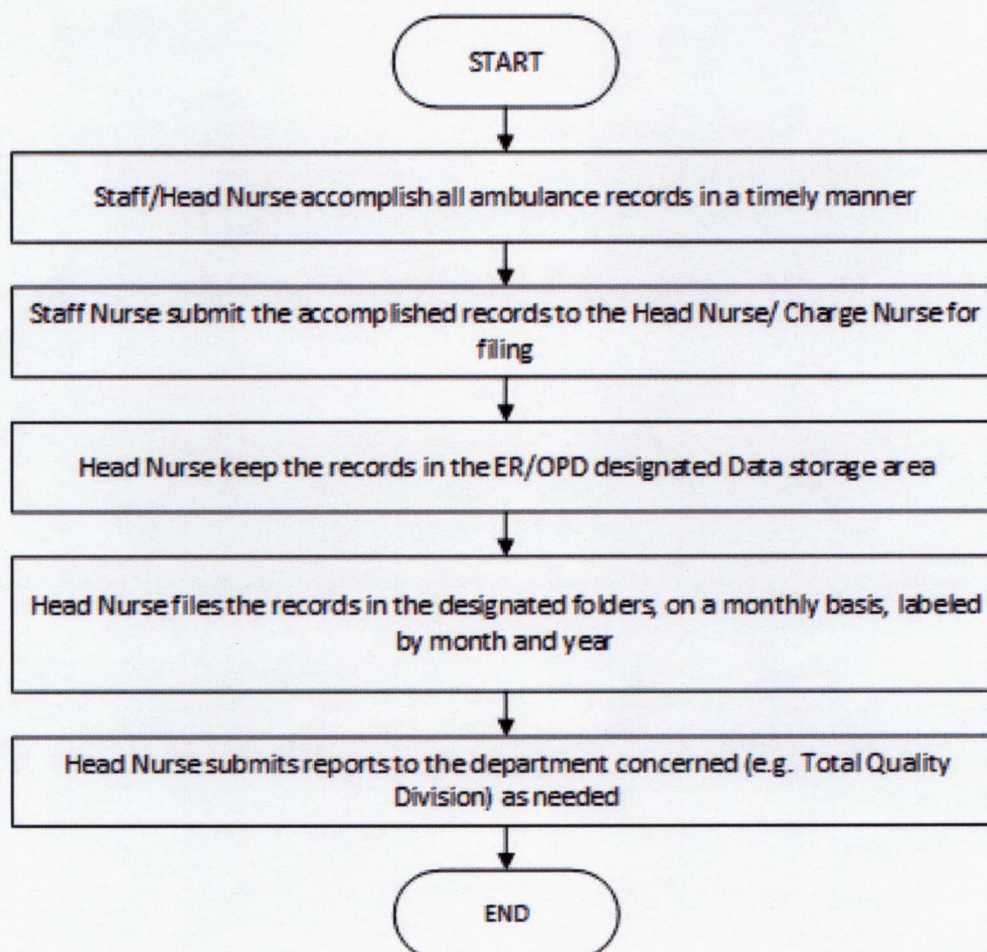 START
Staff/Head Nurse accomplish all ambulance records in a timely manner
Staff Nurse submit the accomplished records to the Head Nurse/ Charge Nurse for
filing
Head Nurse keep the records in the ER/OPD designated Data storage area
Head Nurse files the records in the designated folders, on a monthly basis, labeled
by month and year
Head Nurse submits reports to the department concerned (e.g. Total Quality
Division) as needed
END